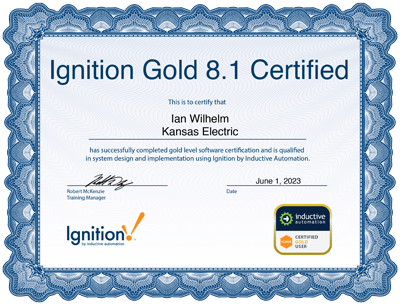 Ignition Gold 8.1 Certified
This is to certify that
Ian Wilhelm
Kansas Electric
has successfully completed gold level software certification and is qualified
in system design and implementation using Ignition by Inductive Automation.
June 1, 2023
Robert McKenzie
Training Manager
Date
Ignition!
by inductive automation
inductive
automation
CERTIFIED
GOLD
USER